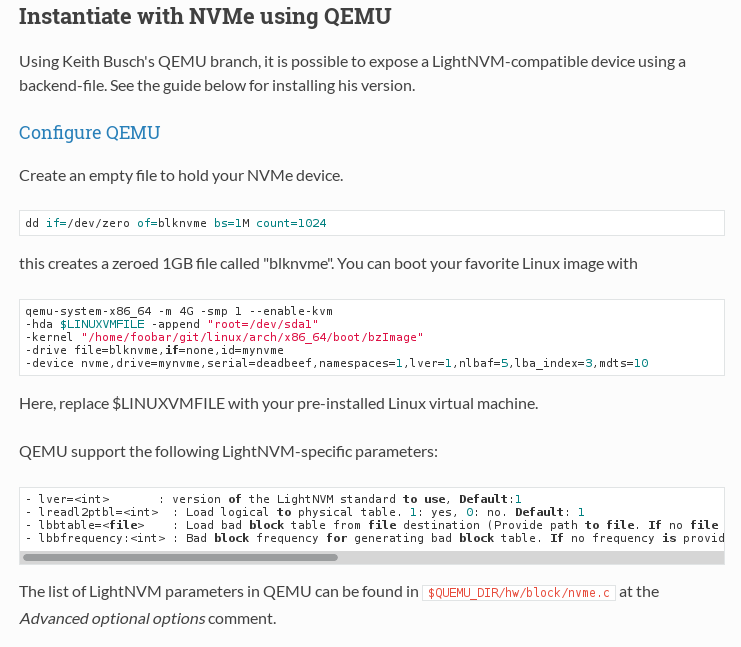 Instantiate with NVMe using QEMU
Using Keith Busch's QEMU branch, it is possible to expose a LightNVM-compatible device using a
backend-file. See the guide below for installing his version.
Configure QEMU
Create an empty file to hold your NVMe device.
dd if=/dev/zero of=blknvme bs=1M count=1024
this creates a zeroed 1GB file called "blknvme". You can boot your favorite Linux image with
qemu-system-x86_64 -m 4G -smp 1 --enable-kvm
-hda $LINUXVMFILE -append "root=/dev/sda1"
-kernel "/home/foobar/git/linux/arch/x86_64/boot/bzImage"
-drive file=blknvme,if=none,id=mynvme
-device nvme,drive=mynvme,serial=deadbeef,namespaces=1,lver=1,nlbaf=5,lba_index=3,mdts=10
Here, replace $LINUXVMFILE with your pre-installed Linux virtual machine.
QEMU support the following LightNVM-specific parameters:
- lver=<int>       : version of the LightNVM standard to use, Default:1
- lreadl2ptbl=<int>  : Load logical to physical table. 1: yes, 0: no. Default: 1
- lbbtable=<file>    : Load bad block table from file destination (Provide path to file. If no file
- lbbfrequency:<int> : Bad block frequency for generating bad block table. If no frequency is provid
The list of LightNVM parameters in QEMU can be found in $QUEMU_DIR/hw/block/nvme.c at the
Advanced optional options comment.